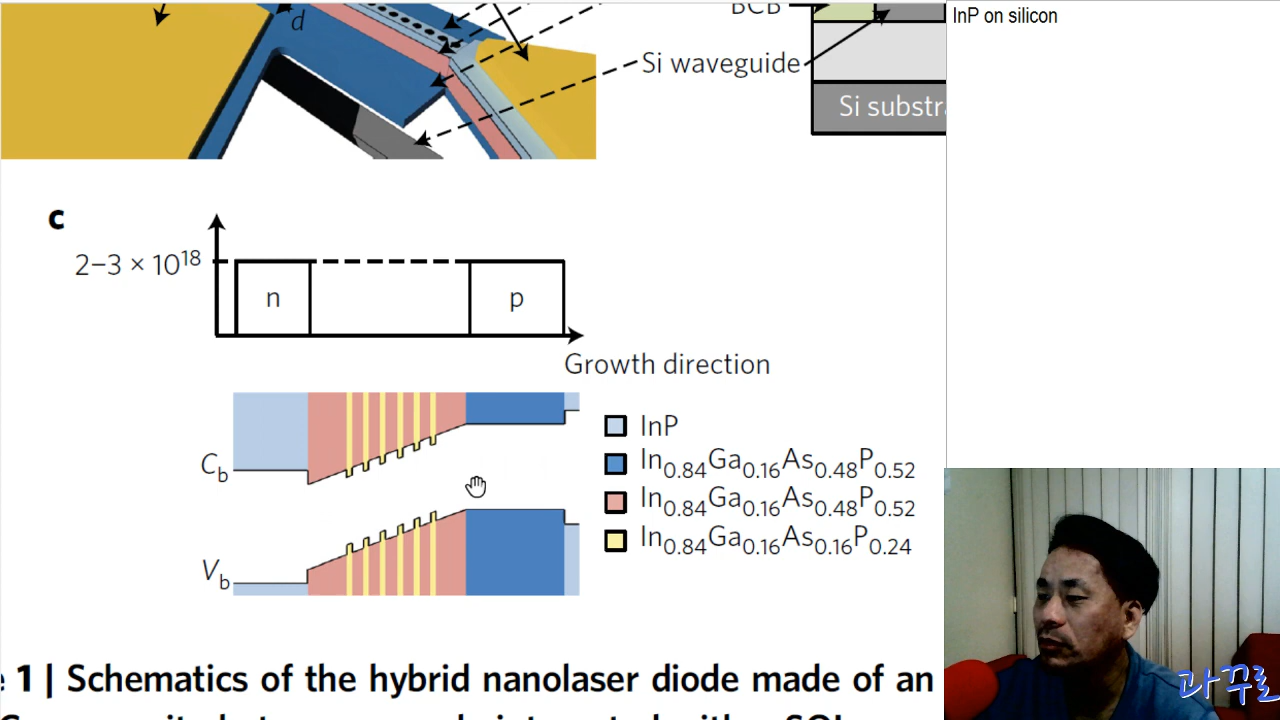 d
BCB
Si waveguide
Si substr
InP on silicon
c
2–3 × 10¹⁸
n
p
Growth direction
C_b
V_b
InP
In₀.₈₄Ga₀.₁₆As₀.₄₈P₀.₅₂
In₀.₈₄Ga₀.₁₆As₀.₄₈P₀.₅₂
In₀.₈₄Ga₀.₁₆As₀.₁₆P₀.₂₄
1 | Schematics of the hybrid nanolaser diode made of an
과꾸로